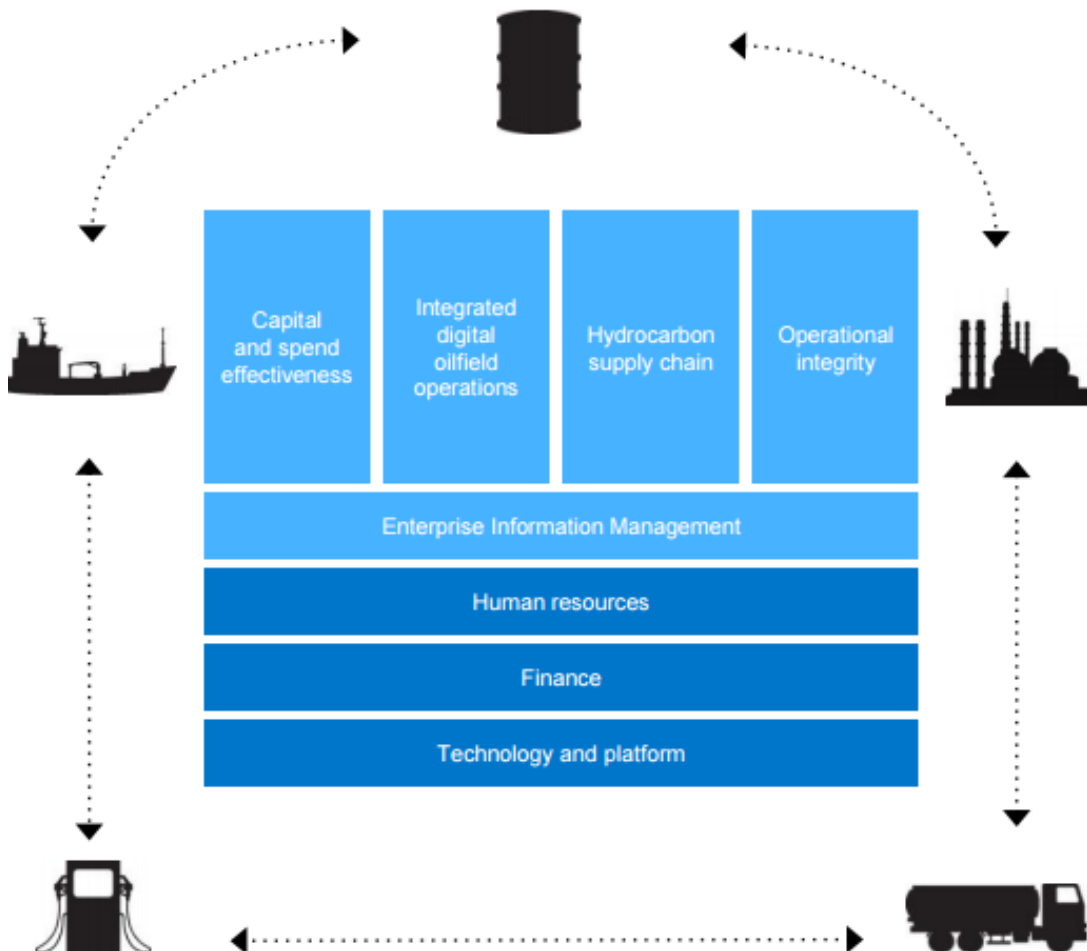 Capital
and spend
effectiveness
Integrated
digital
oilfield
operations
Hydrocarbon
supply chain
Operational
integrity
Enterprise Information Management
Human resources
Finance
Technology and platform